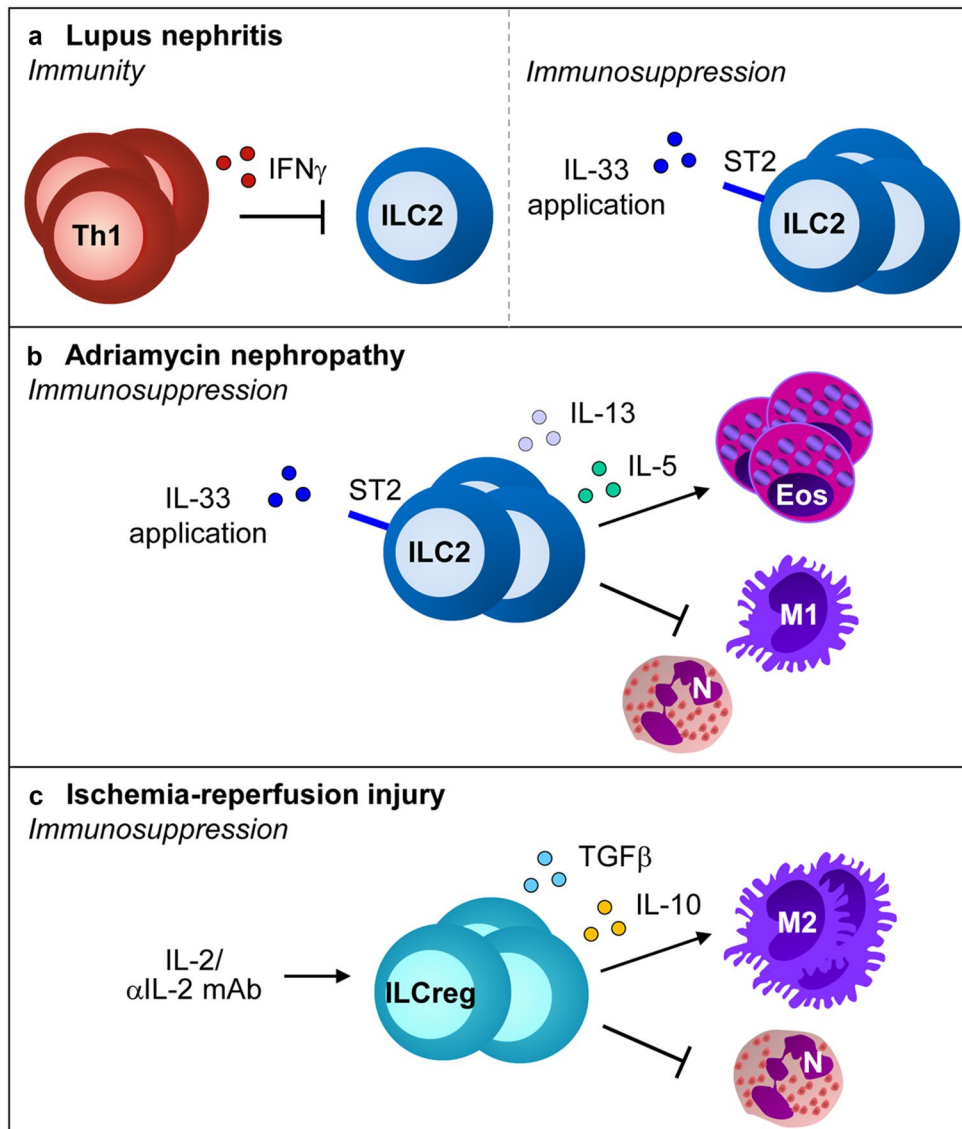 a Lupus nephritis
Immunity
Th1
IFNγ
ILC2
Immunosuppression
IL-33
application
ST2
ILC2
b Adriamycin nephropathy
Immunosuppression
IL-33
application
ST2
ILC2
IL-13
IL-5
Eos
M1
N
c Ischemia-reperfusion injury
Immunosuppression
IL-2/
αIL-2 mAb
ILCreg
TGFβ
IL-10
M2
N